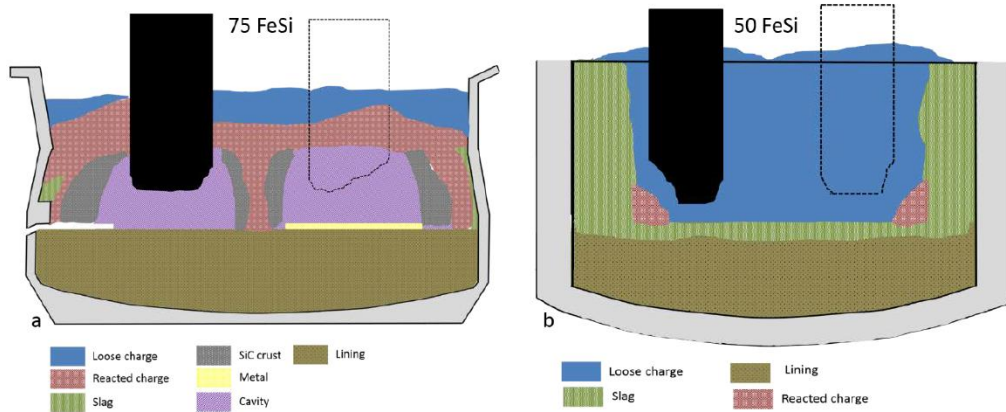 75 FeSi
50 FeSi
a
Loose charge
Reacted charge
Slag
SiC crust
Metal
Cavity
Lining
b
Loose charge
Slag
Lining
Reacted charge